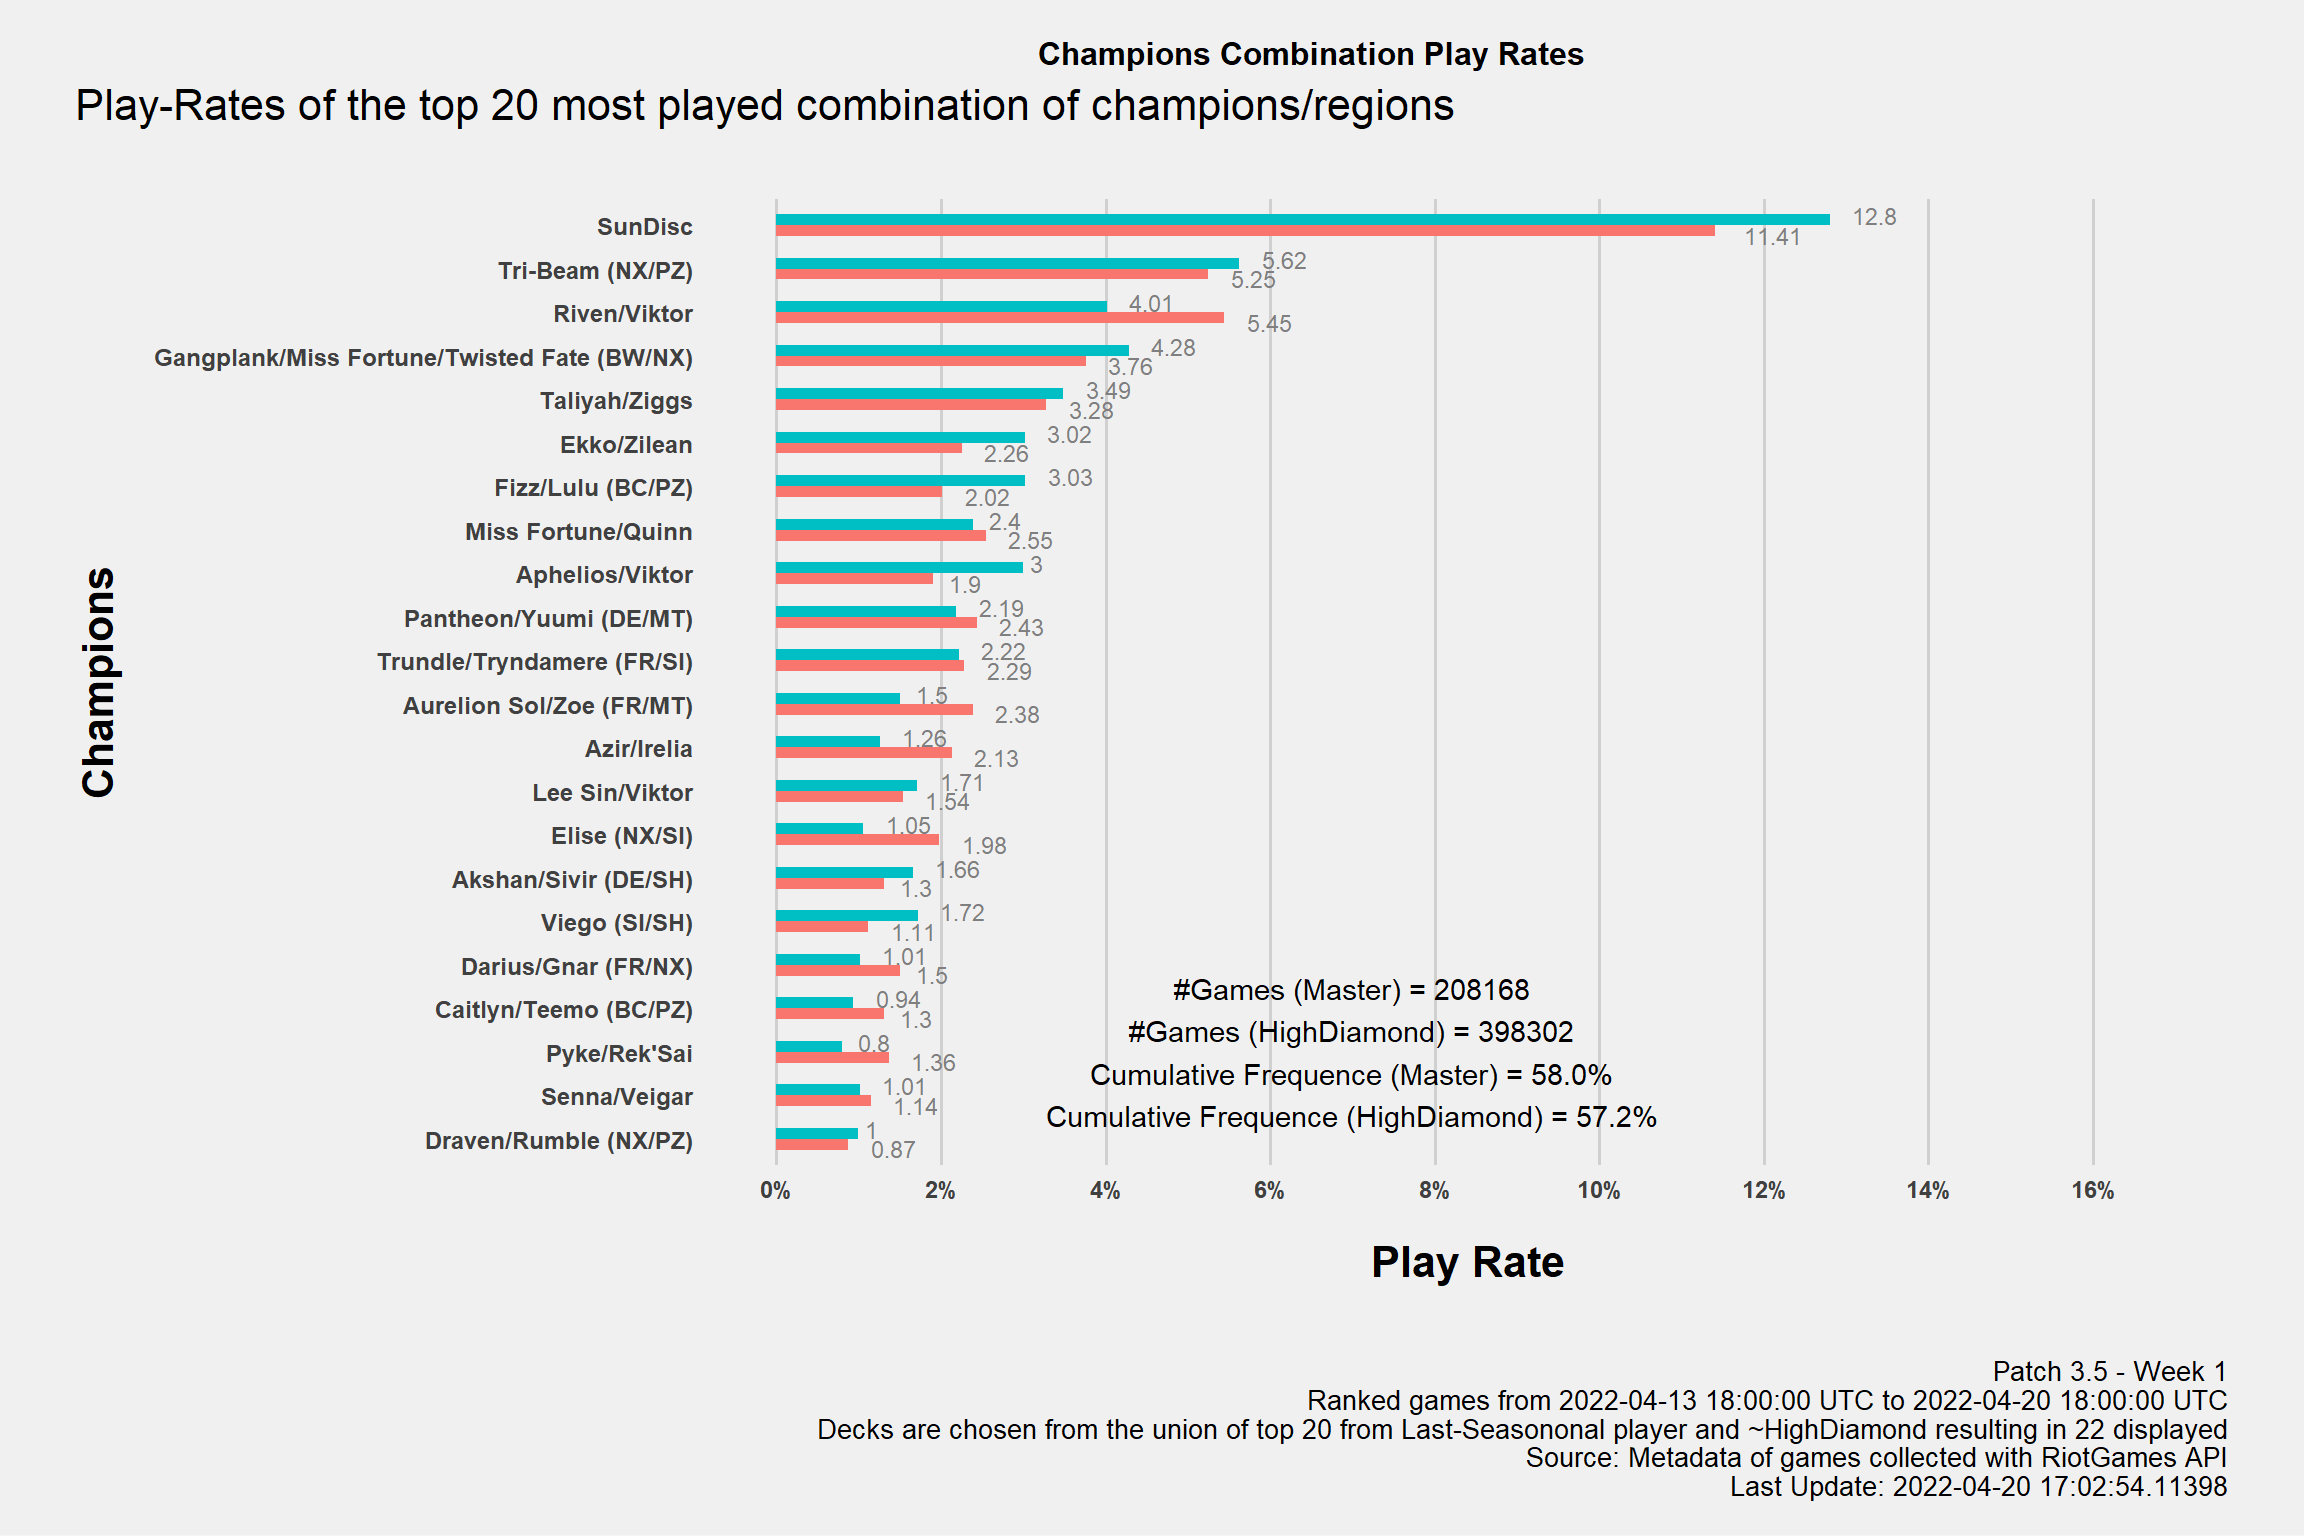 Champions Combination Play Rates
Play-Rates of the top 20 most played combination of champions/regions
Champions
SunDisc
12.8
11.41
Tri-Beam (NX/PZ)
5.62
5.25
Riven/Viktor
4.01
5.45
Gangplank/Miss Fortune/Twisted Fate (BW/NX)
4.28
3.76
Taliyah/Ziggs
3.49
3.28
Ekko/Zilean
3.02
2.26
Fizz/Lulu (BC/PZ)
3.03
2.02
Miss Fortune/Quinn
2.4
2.55
Aphelios/Viktor
3
1.9
Pantheon/Yuumi (DE/MT)
2.19
2.43
Trundle/Tryndamere (FR/SI)
2.22
2.29
Aurelion Sol/Zoe (FR/MT)
1.5
2.38
Azir/Irelia
1.26
2.13
Lee Sin/Viktor
1.71
1.54
Elise (NX/SI)
1.05
1.98
Akshan/Sivir (DE/SH)
1.66
1.3
Viego (SI/SH)
1.72
1.11
Darius/Gnar (FR/NX)
1.01
1.5
Caitlyn/Teemo (BC/PZ)
0.94
1.3
Pyke/Rek'Sai
0.8
1.36
Senna/Veigar
1.01
1.14
Draven/Rumble (NX/PZ)
1
0.87
#Games (Master) = 208168
#Games (HighDiamond) = 398302
Cumulative Frequence (Master) = 58.0%
Cumulative Frequence (HighDiamond) = 57.2%
0% 2% 4% 6% 8% 10% 12% 14% 16%
Play Rate
Patch 3.5 - Week 1
Ranked games from 2022-04-13 18:00:00 UTC to 2022-04-20 18:00:00 UTC
Decks are chosen from the union of top 20 from Last-Seasononal player and ~HighDiamond resulting in 22 displayed
Source: Metadata of games collected with RiotGames API
Last Update: 2022-04-20 17:02:54.11398